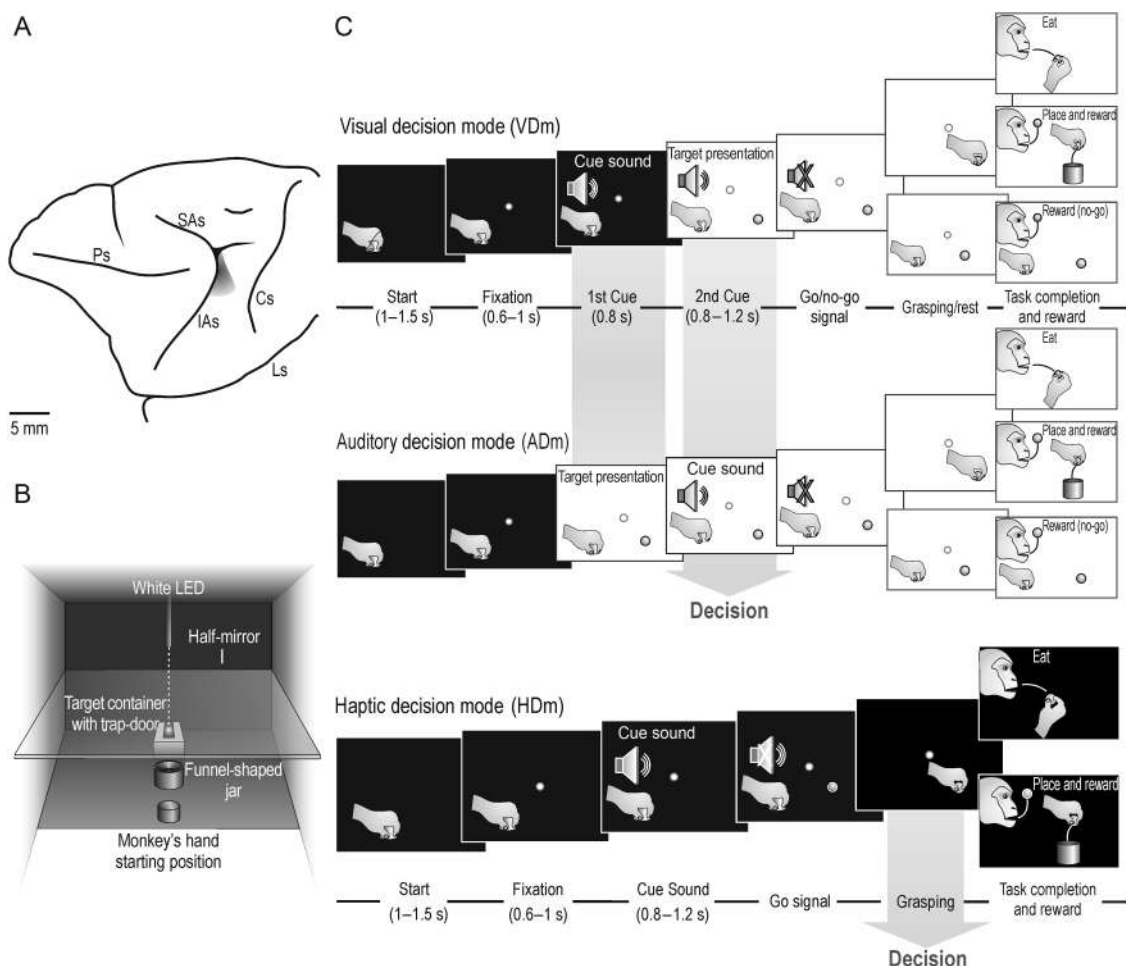 A
SAs
Ps
Cs
IAs
Ls
5 mm
B
White LED
Half-mirror
Target container
with trap-door
Funnel-shaped
jar
Monkey's hand
starting position
C
Visual decision mode (VDm)
Cue sound
Target presentation
Eat
Place and reward
Reward (no-go)
Start
(1–1.5 s)
Fixation
(0.6–1 s)
1st Cue
(0.8 s)
2nd Cue
(0.8–1.2 s)
Go/no-go
signal
Grasping/rest
Task completion
and reward
Auditory decision mode (ADm)
Target presentation
Cue sound
Eat
Place and reward
Reward (no-go)
Decision
Haptic decision mode (HDm)
Cue sound
Eat
Place and reward
Start
(1–1.5 s)
Fixation
(0.6–1 s)
Cue Sound
(0.8–1.2 s)
Go signal
Grasping
Task completion
and reward
Decision